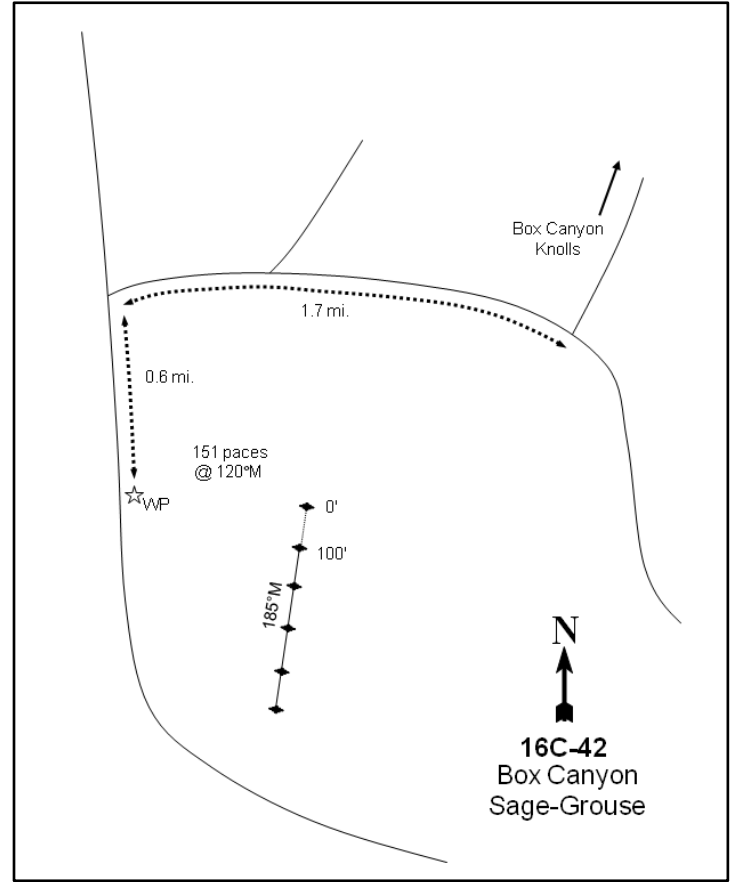 Box Canyon
Knolls
1.7 mi.
0.6 mi.
151 paces
@ 120°M
WP
0'
100'
185°M
N
16C-42
Box Canyon
Sage-Grouse